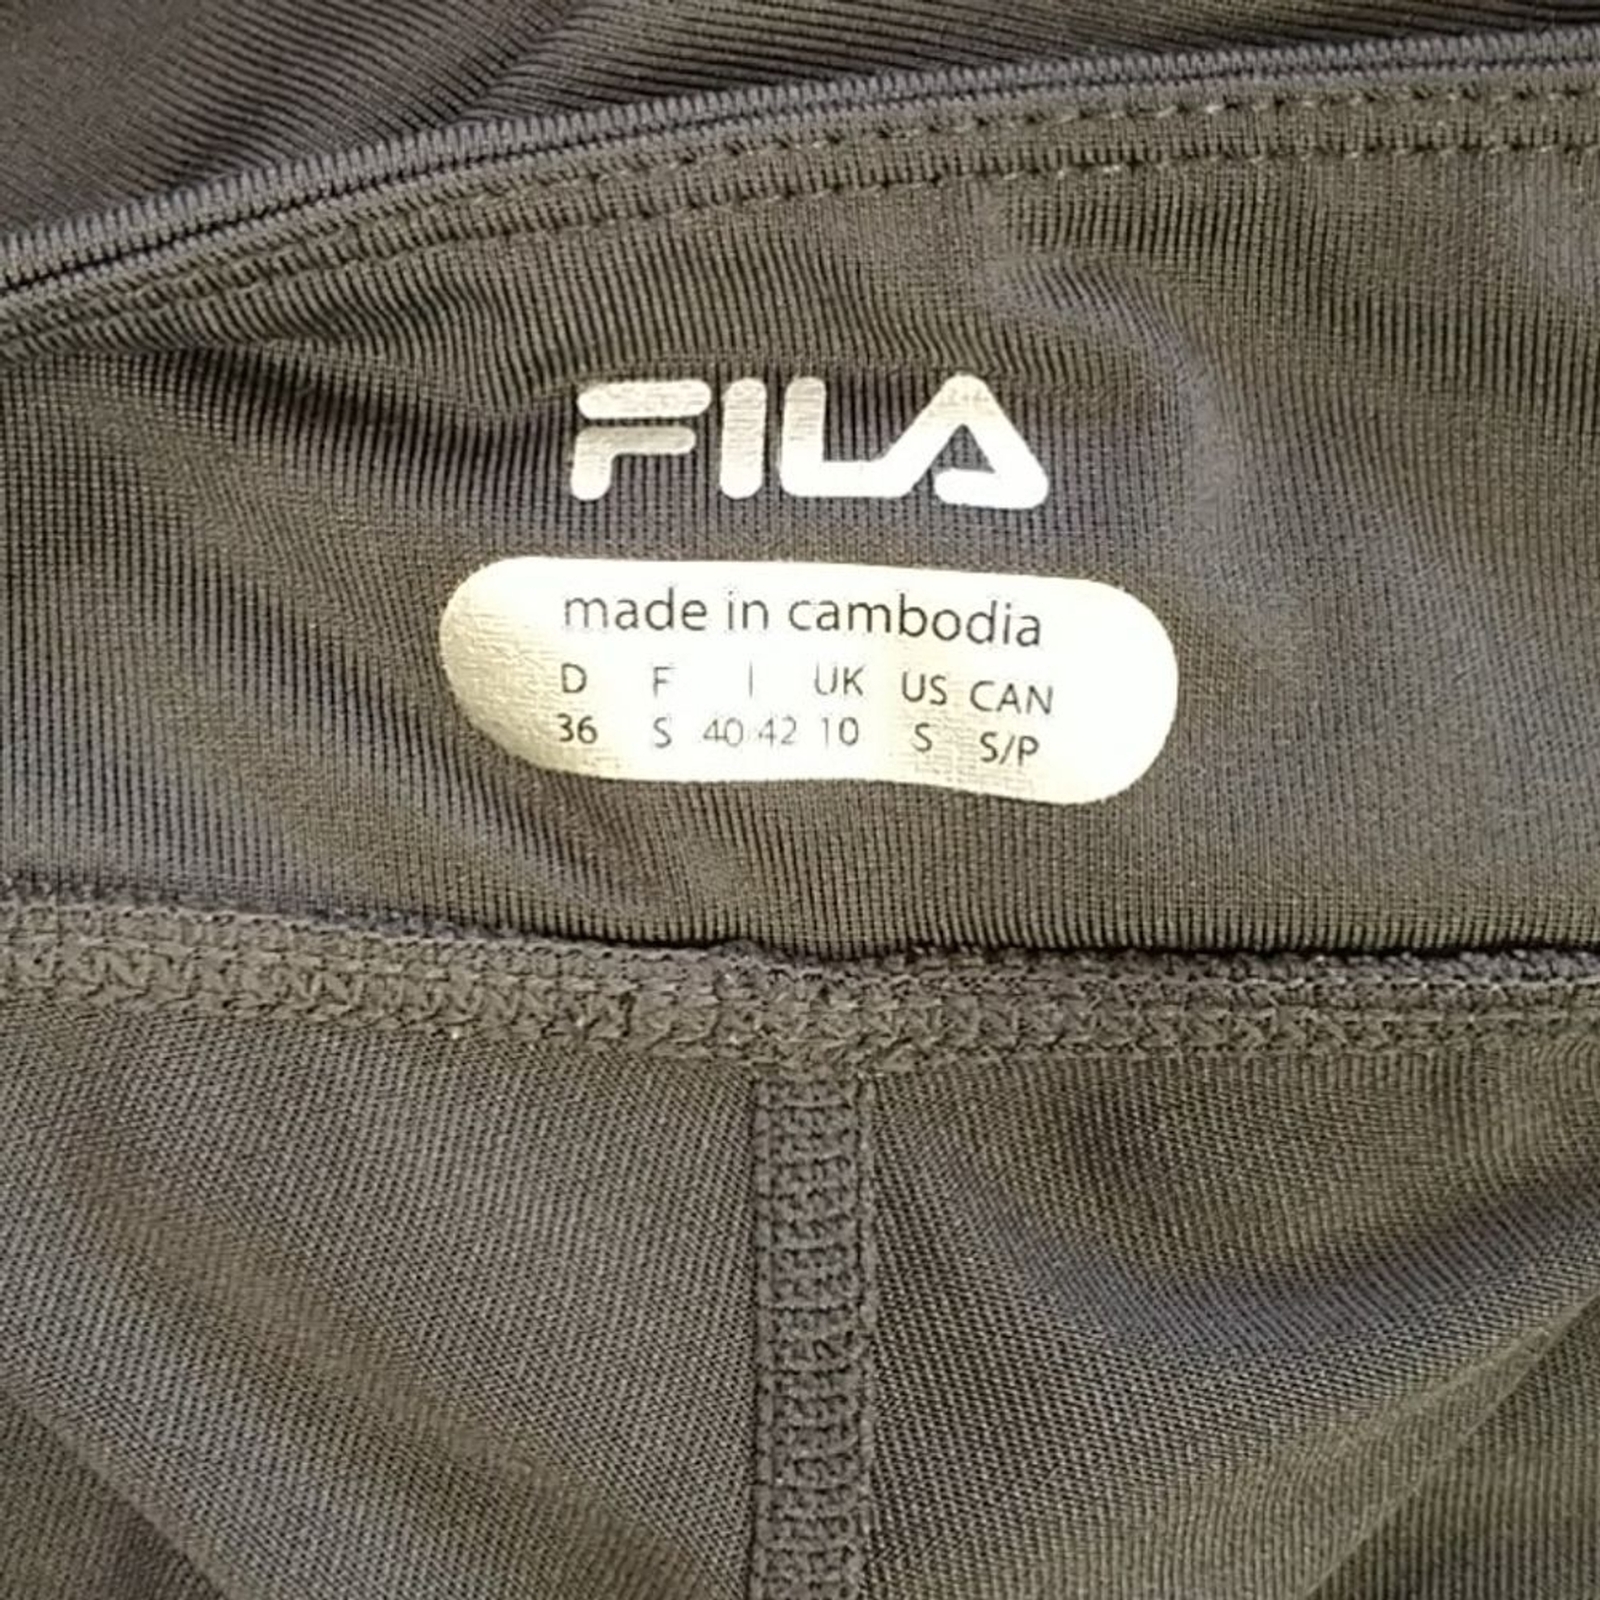 FILA
made in cambodia
D F I UK US CAN
36 S 40 42 10 S S/P